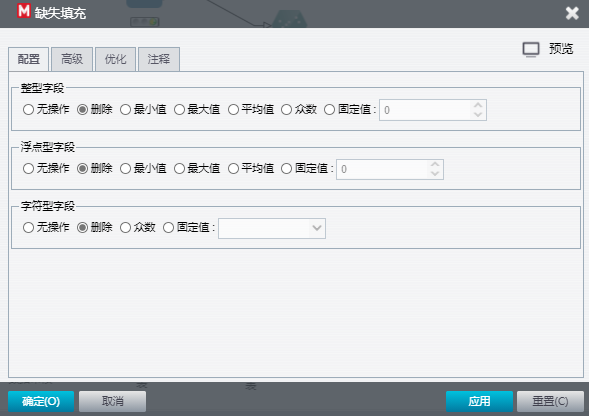 M 缺失填充
预览
配置 高级 优化 注释
整型字段
无操作 删除 最小值 最大值 平均值 众数 固定值: 0
浮点型字段
无操作 删除 最小值 最大值 平均值 固定值: 0
字符型字段
无操作 删除 众数 固定值:
表 表
确定(O) 取消 应用 重置(C)